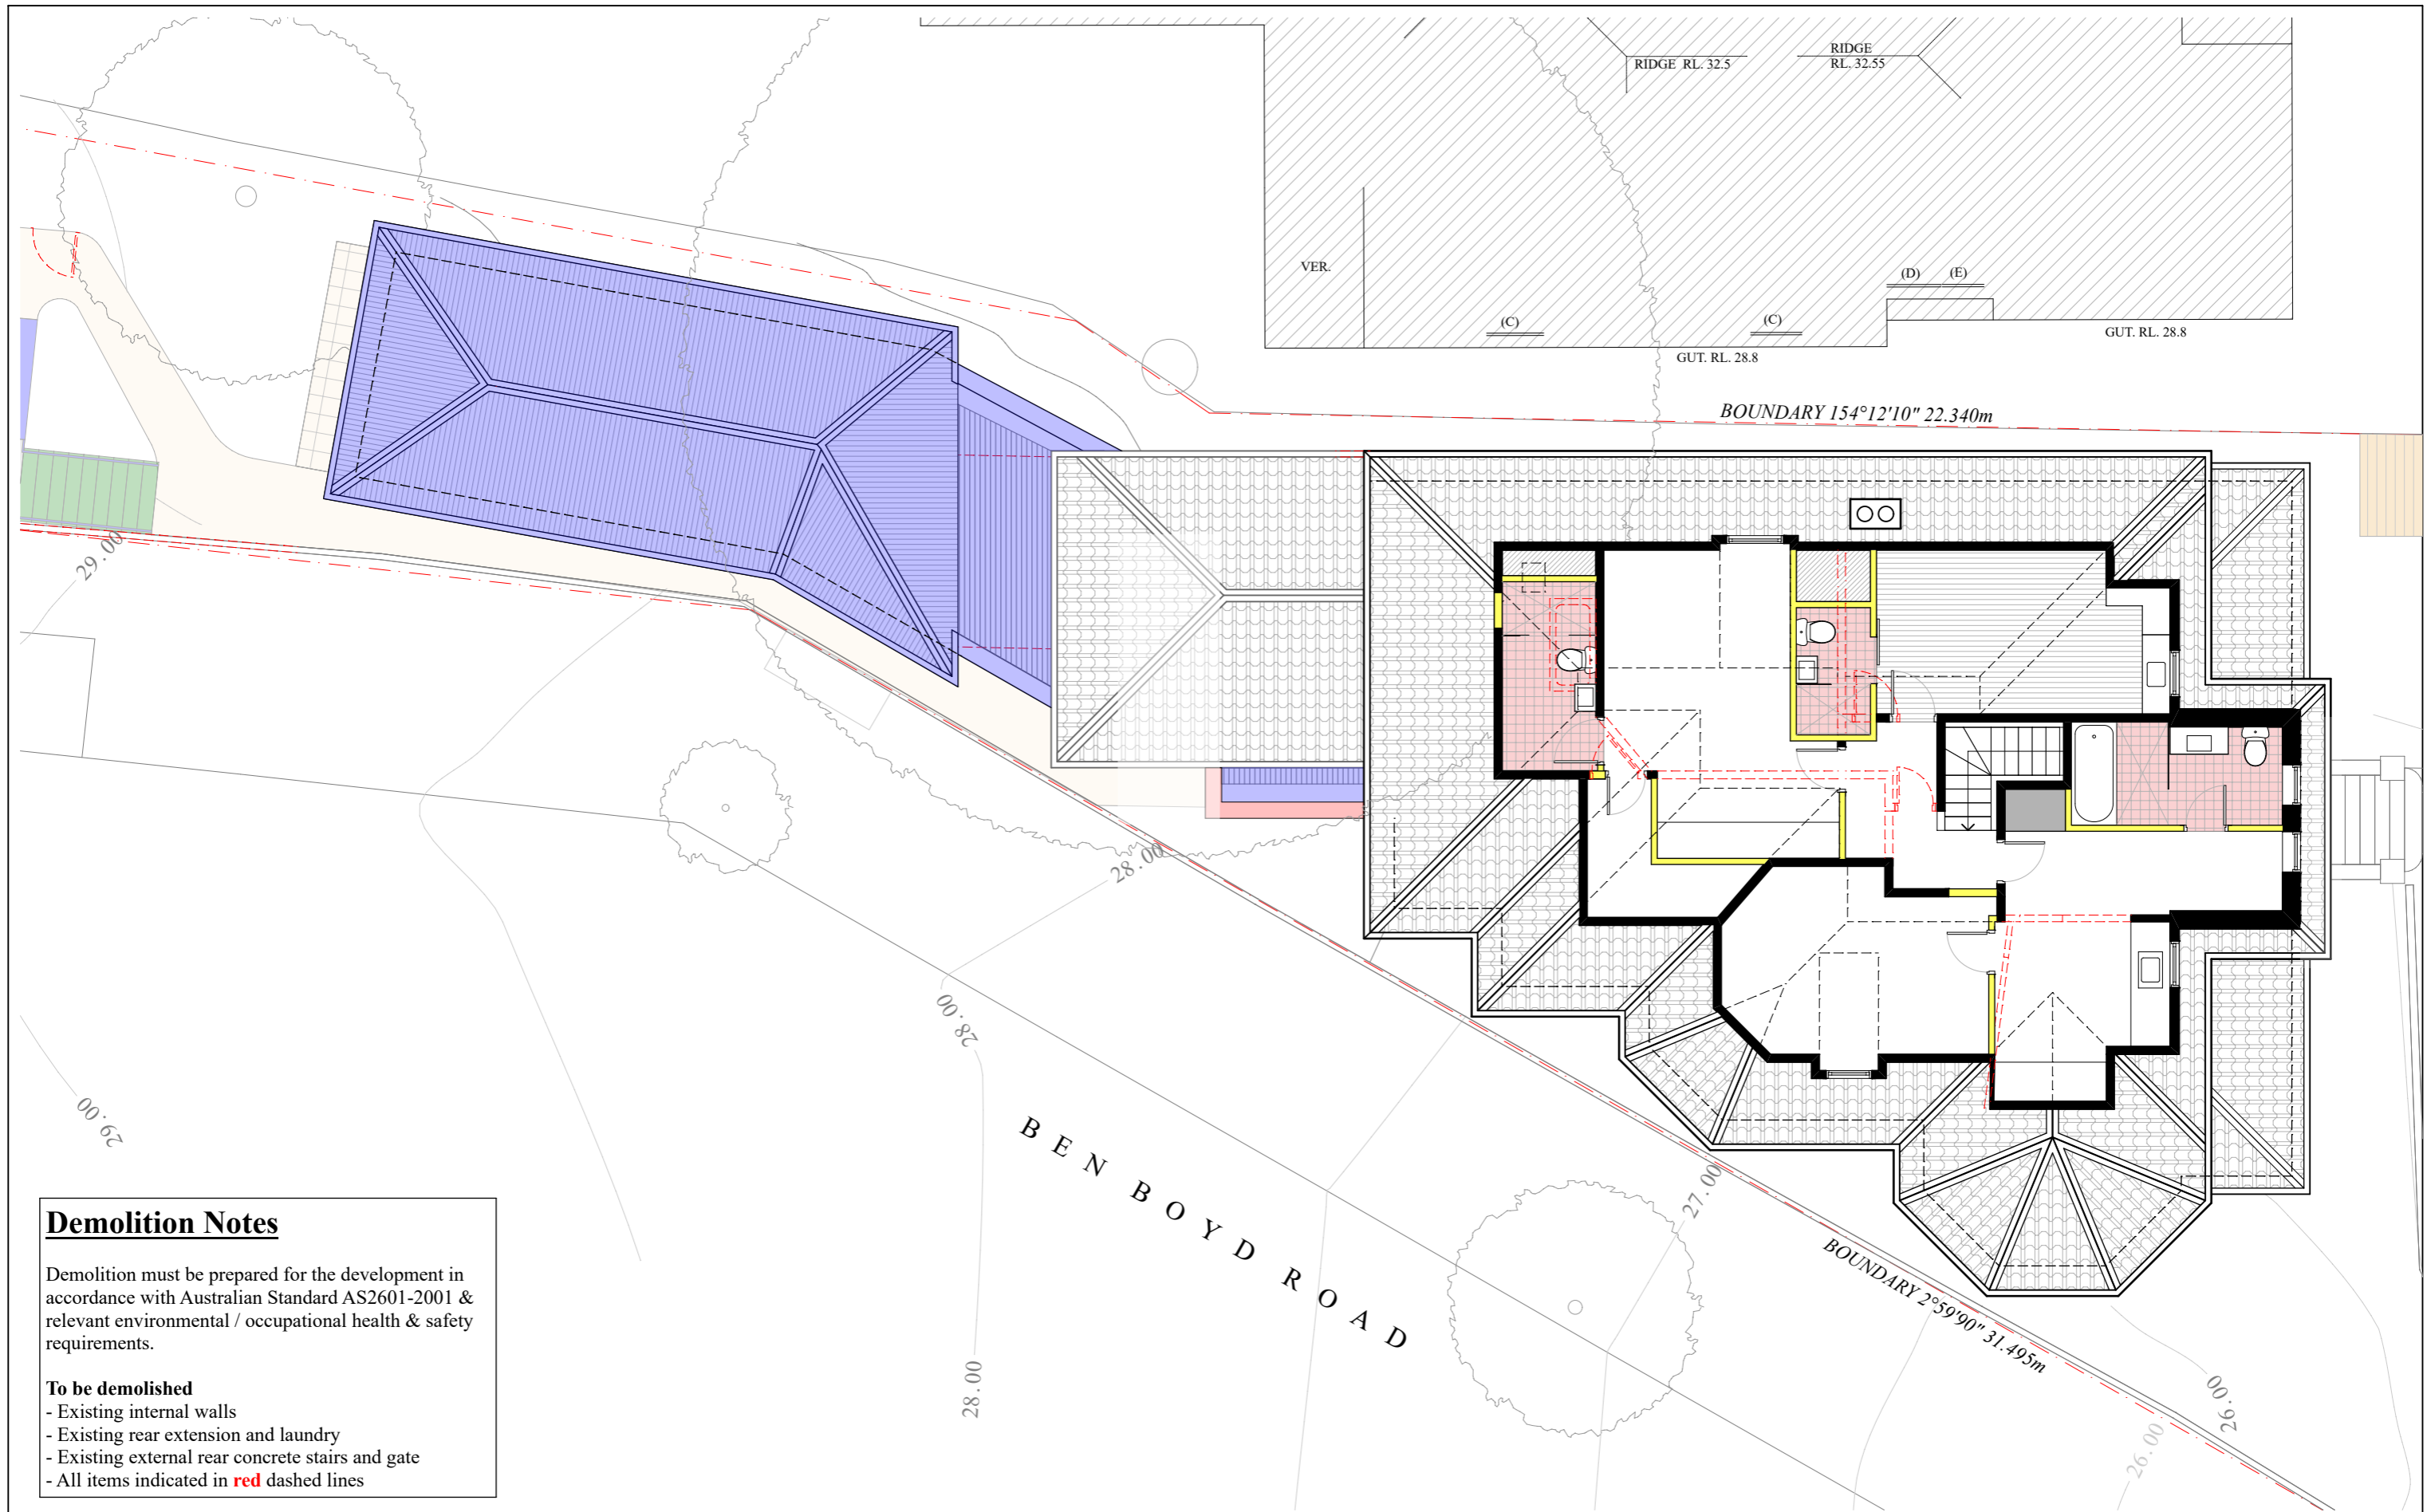 RIDGE RL. 32.5
RIDGE
RL. 32.55
VER.
(D) (E)
(C)
(C)
GUT. RL. 28.8
GUT. RL. 28.8
BOUNDARY 154°12'10" 22.340m
29.00
28.00
28.00
29.00
BEN BOYD ROAD
27.00
BOUNDARY 2°59'90" 31.495m
28.00
26.00
26.00
Demolition Notes
Demolition must be prepared for the development in
accordance with Australian Standard AS2601-2001 &
relevant environmental / occupational health & safety
requirements.
To be demolished
- Existing internal walls
- Existing rear extension and laundry
- Existing external rear concrete stairs and gate
- All items indicated in red dashed lines